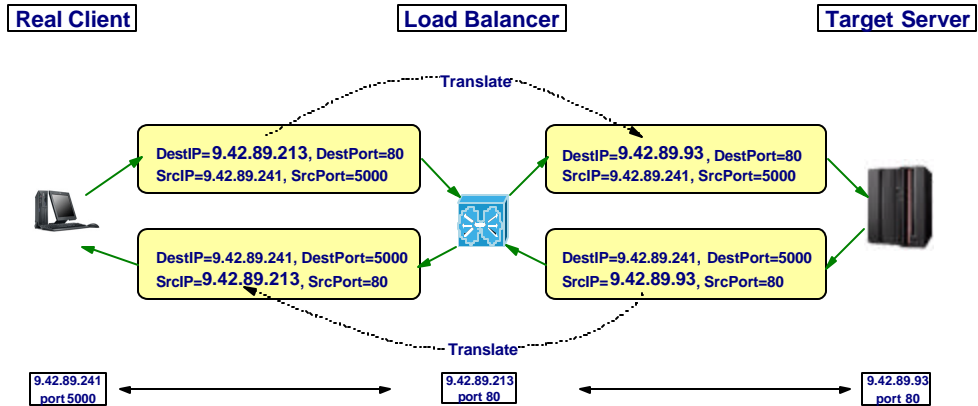 Real Client
Load Balancer
Target Server
Translate
DestIP=9.42.89.213, DestPort=80
SrcIP=9.42.89.241, SrcPort=5000
DestIP=9.42.89.93, DestPort=80
SrcIP=9.42.89.241, SrcPort=5000
DestIP=9.42.89.241, DestPort=5000
SrcIP=9.42.89.213, SrcPort=80
DestIP=9.42.89.241, DestPort=5000
SrcIP=9.42.89.93, SrcPort=80
Translate
9.42.89.241
port 5000
9.42.89.213
port 80
9.42.89.93
port 80